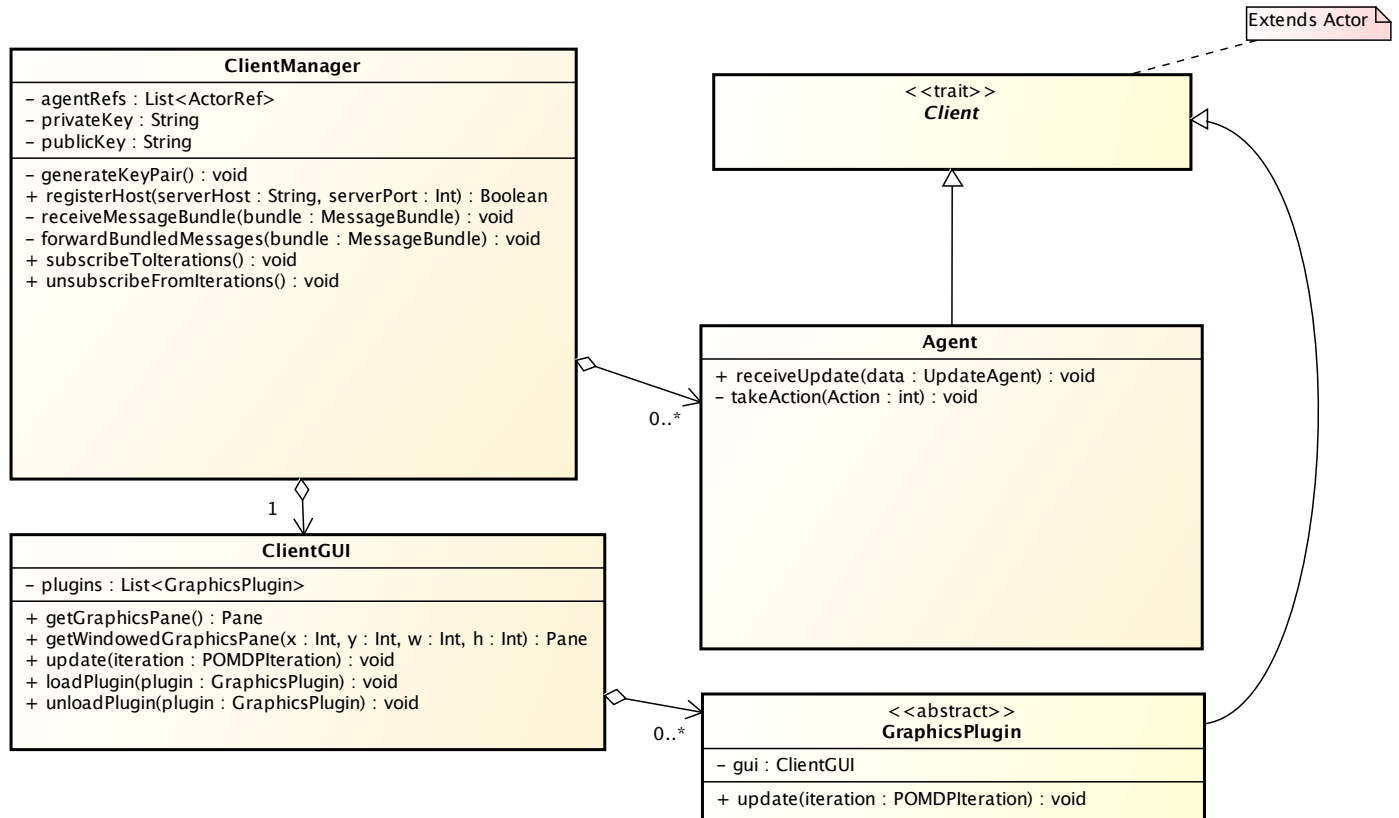 Extends Actor
ClientManager
– agentRefs : List<ActorRef>
– privateKey : String
– publicKey : String
– generateKeyPair() : void
+ registerHost(serverHost : String, serverPort : Int) : Boolean
– receiveMessageBundle(bundle : MessageBundle) : void
– forwardBundledMessages(bundle : MessageBundle) : void
+ subscribeToIterations() : void
+ unsubscribeFromIterations() : void
<<trait>>
Client
Agent
+ receiveUpdate(data : UpdateAgent) : void
– takeAction(Action : int) : void
0..*
1
ClientGUI
– plugins : List<GraphicsPlugin>
+ getGraphicsPane() : Pane
+ getWindowedGraphicsPane(x : Int, y : Int, w : Int, h : Int) : Pane
+ update(iteration : POMDPIteration) : void
+ loadPlugin(plugin : GraphicsPlugin) : void
+ unloadPlugin(plugin : GraphicsPlugin) : void
0..*
<<abstract>>
GraphicsPlugin
– gui : ClientGUI
+ update(iteration : POMDPIteration) : void